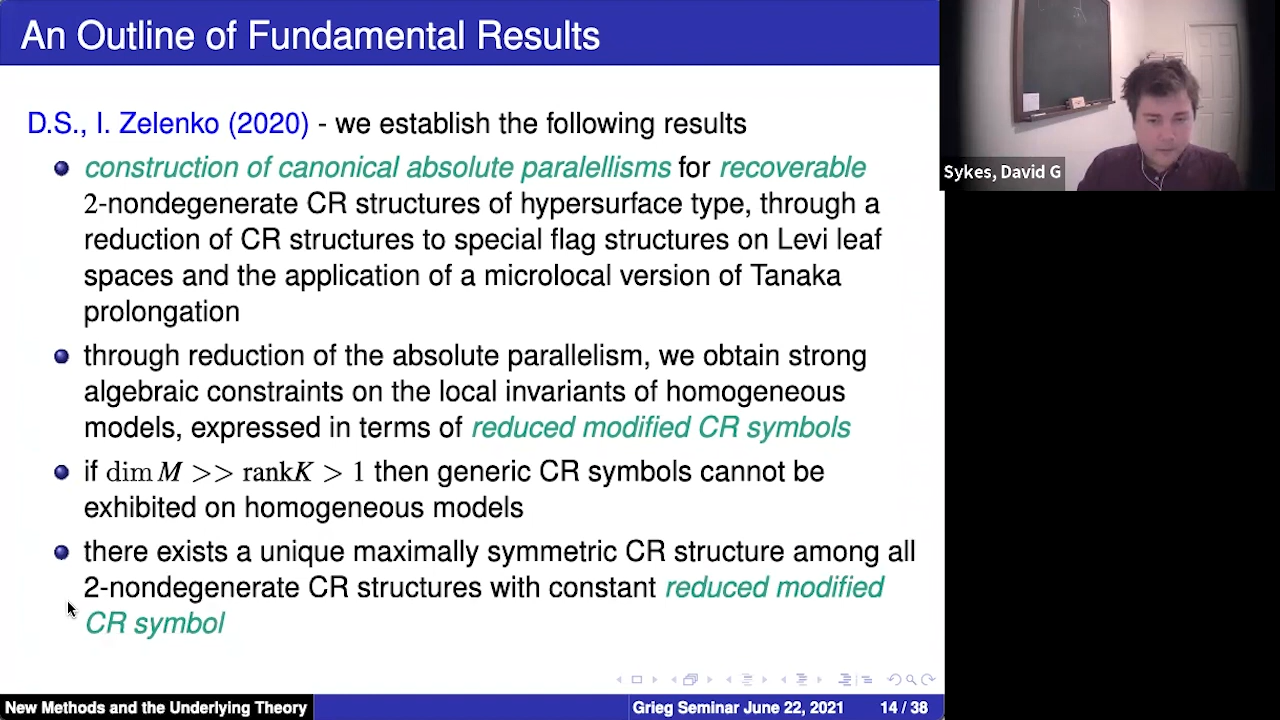 An Outline of Fundamental Results
D.S., I. Zelenko (2020) - we establish the following results
construction of canonical absolute paralellisms for recoverable
2-nondegenerate CR structures of hypersurface type, through a
reduction of CR structures to special flag structures on Levi leaf
spaces and the application of a microlocal version of Tanaka
prolongation
through reduction of the absolute parallelism, we obtain strong
algebraic constraints on the local invariants of homogeneous
models, expressed in terms of reduced modified CR symbols
if dim M >> rankK > 1 then generic CR symbols cannot be
exhibited on homogeneous models
there exists a unique maximally symmetric CR structure among all
2-nondegenerate CR structures with constant reduced modified
CR symbol
New Methods and the Underlying Theory
Grieg Seminar June 22, 2021
14 / 38
Sykes, David G